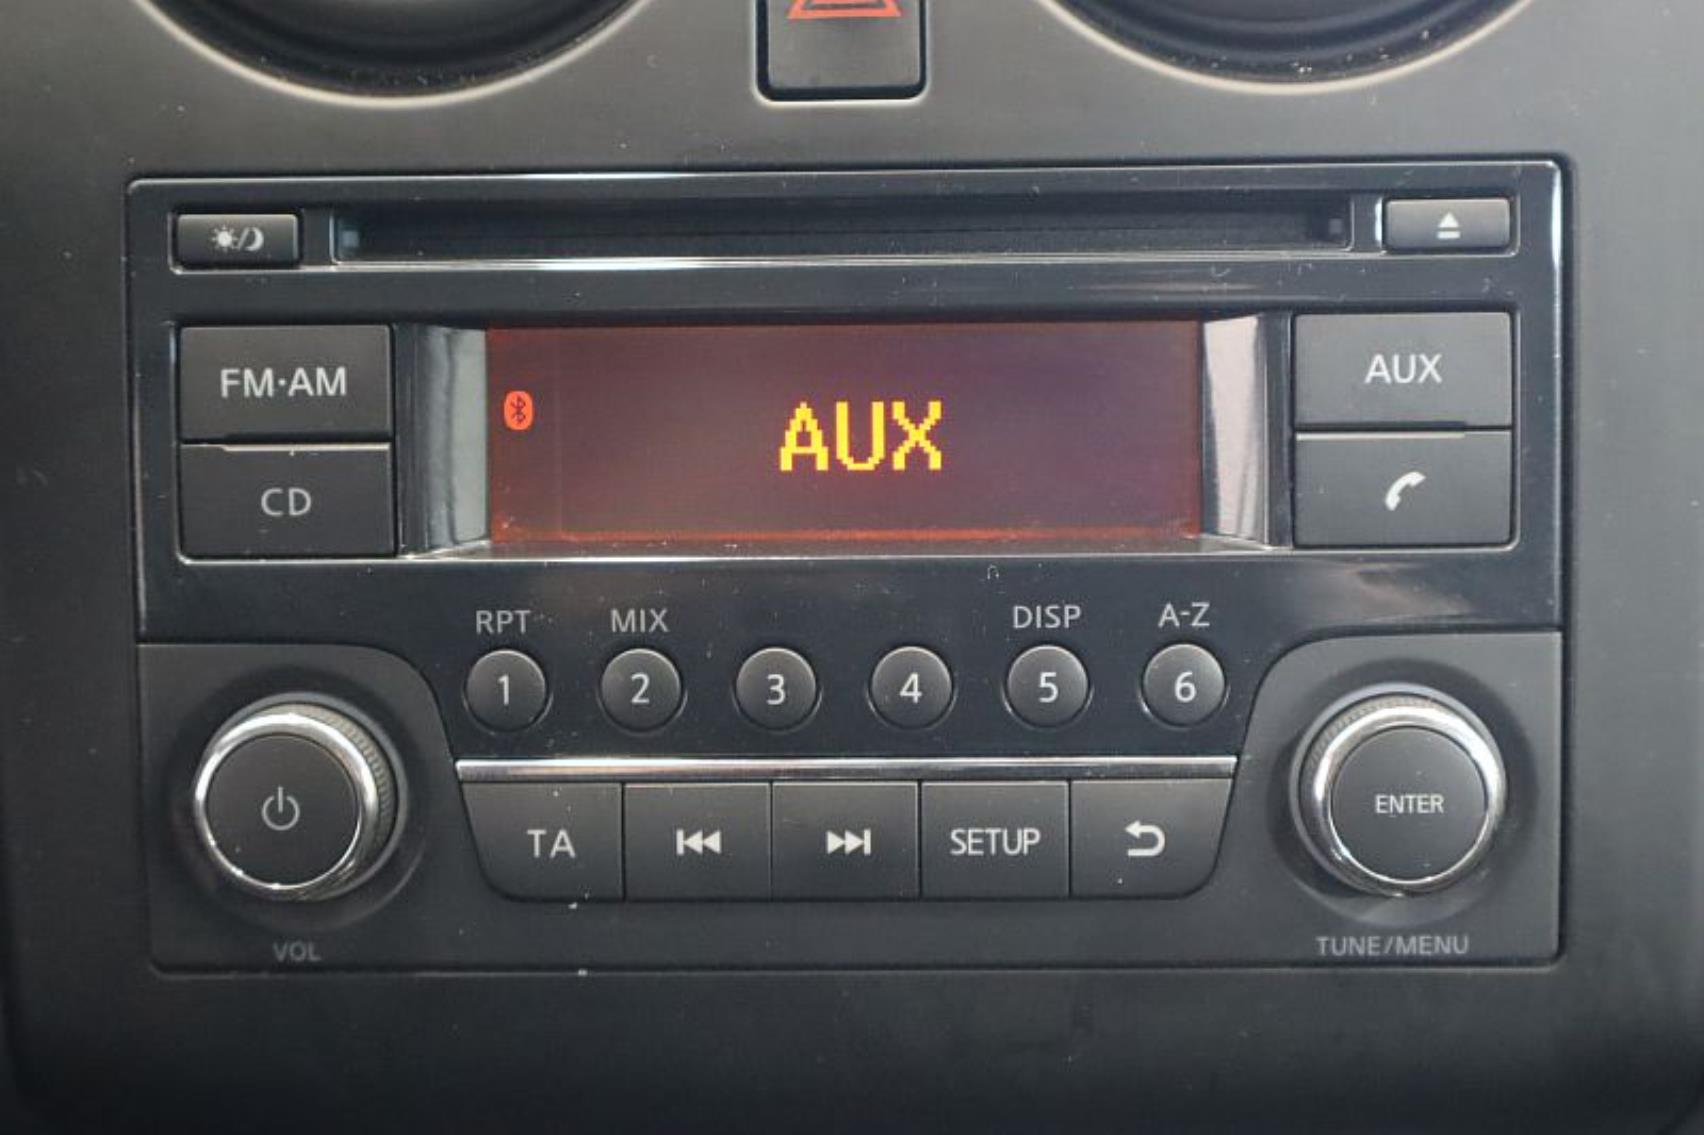 FM·AM
AUX
AUX
CD
RPT
MIX
DISP
A-Z
1
2
3
4
5
6
TA
SETUP
ENTER
VOL
TUNE/MENU